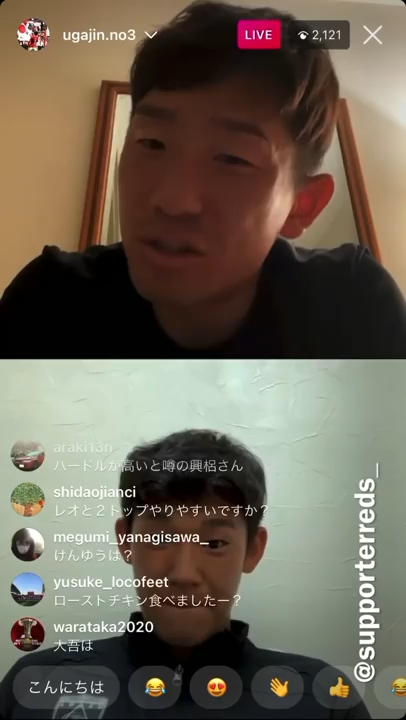 ugajin.no3
LIVE
2,121
araki13n
ハードルが高いと噂の興梠さん
shidaojianci
レオと２トップやりやすいですか？
megumi_yanagisawa_
けんゆうは？
yusuke_locofeet
ローストチキン食べましたー？
warataka2020
大吾は
こんにちは
@supporterreds_